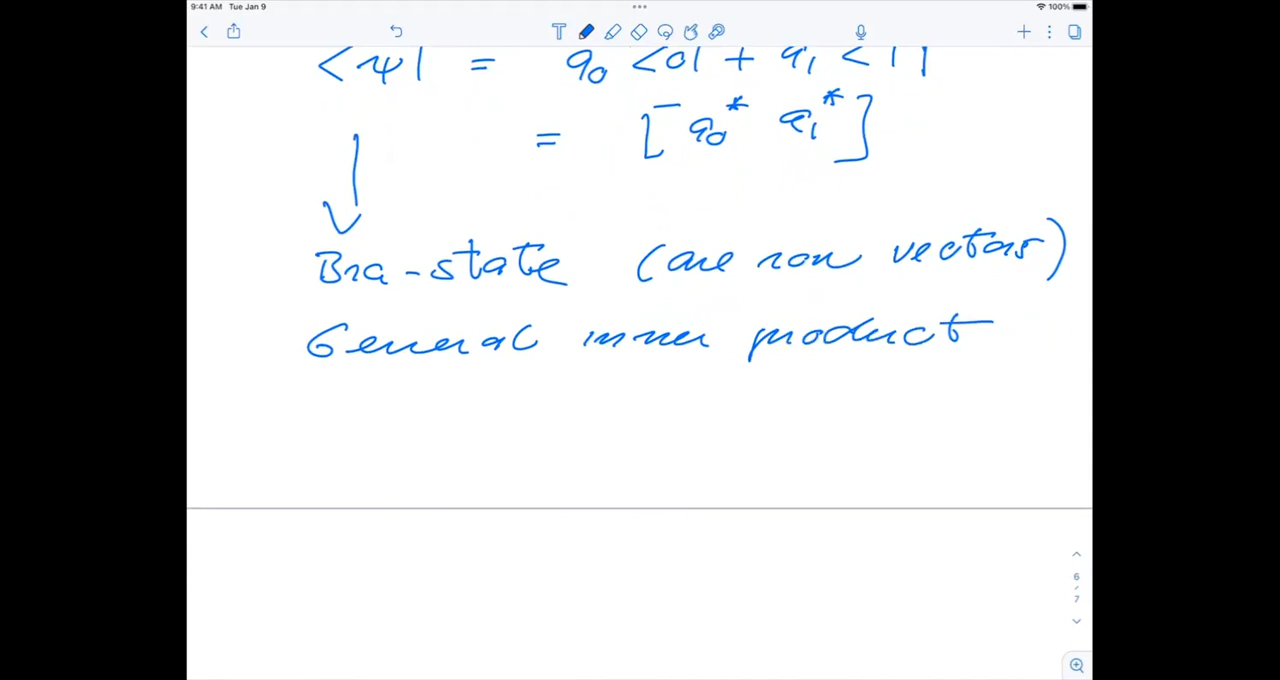 9:41 AM Tue Jan 9
100%
T
<ψ| = a₀ <0| + a₁ <1|
= [ a₀* a₁* ]
Bra-state (are row vectors)
General inner product
6
7